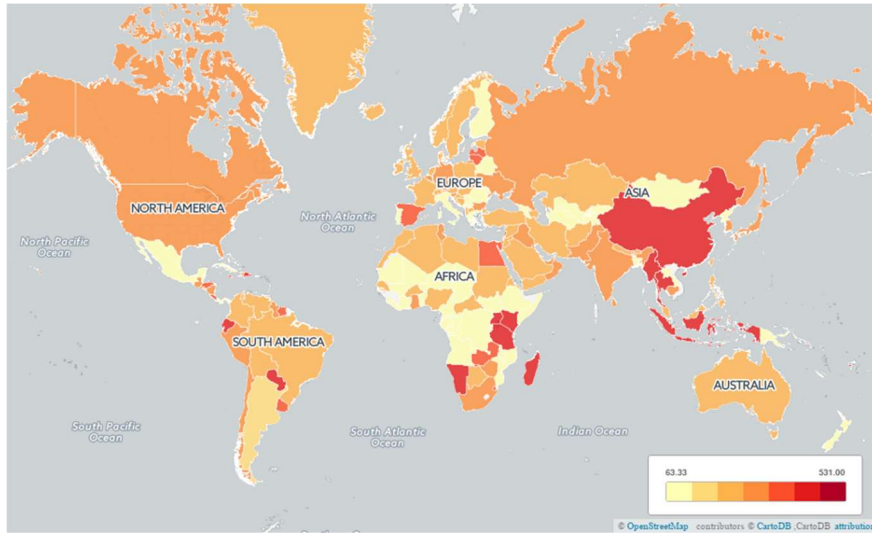 NORTH AMERICA
North Pacific
Ocean
North Atlantic
Ocean
EUROPE
ASIA
AFRICA
SOUTH AMERICA
AUSTRALIA
South Pacific
Ocean
South Atlantic
Ocean
Indian Ocean
63.33 531.00
© OpenStreetMap contributors © CartoDB ,CartoDB attribution